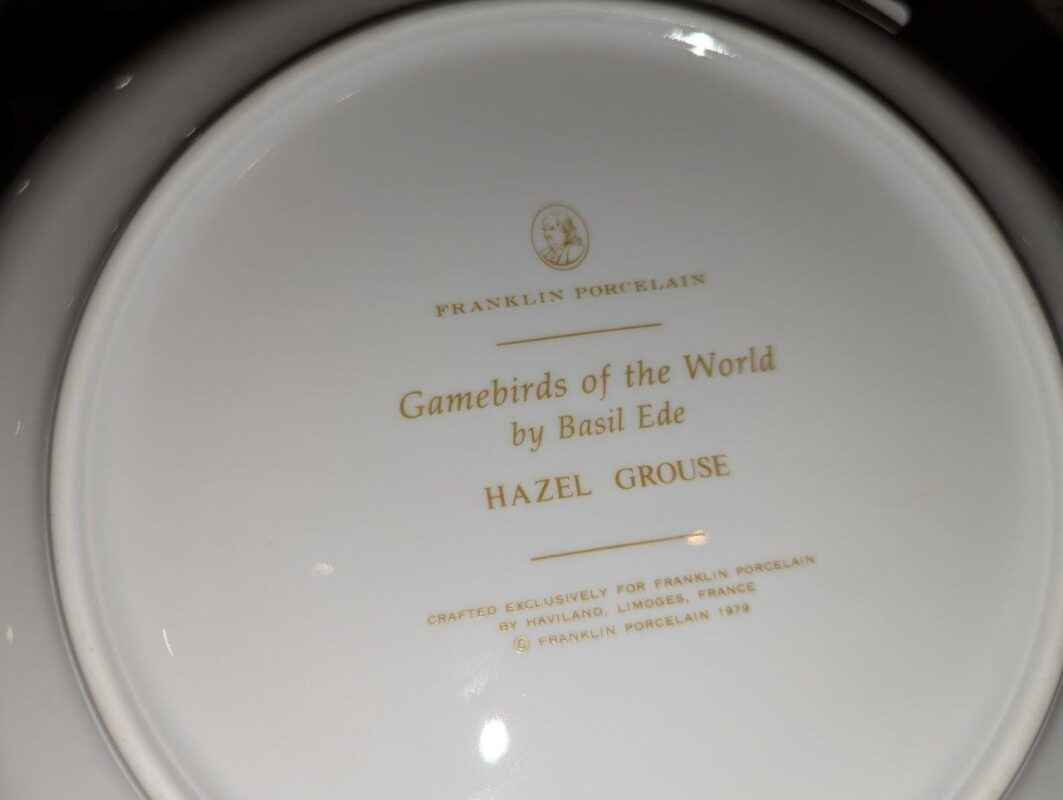 FRANKLIN PORCELAIN
Gamebirds of the World
by Basil Ede
HAZEL GROUSE
CRAFTED EXCLUSIVELY FOR FRANKLIN PORCELAIN
BY HAVILAND, LIMOGES, FRANCE
© FRANKLIN PORCELAIN 1979